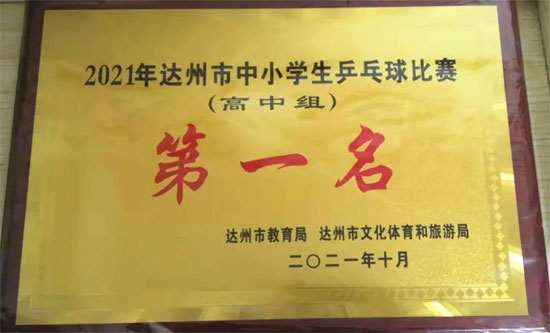 2021年达州市中小学生乒乓球比赛
(高中组)
第一名
达州市教育局 达州市文化体育和旅游局
二〇二一年十月